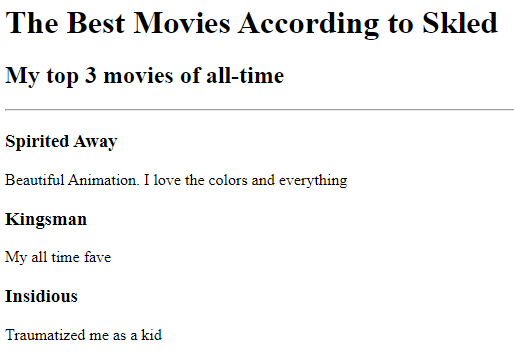 The Best Movies According to Skled
My top 3 movies of all-time
Spirited Away
Beautiful Animation. I love the colors and everything
Kingsman
My all time fave
Insidious
Traumatized me as a kid